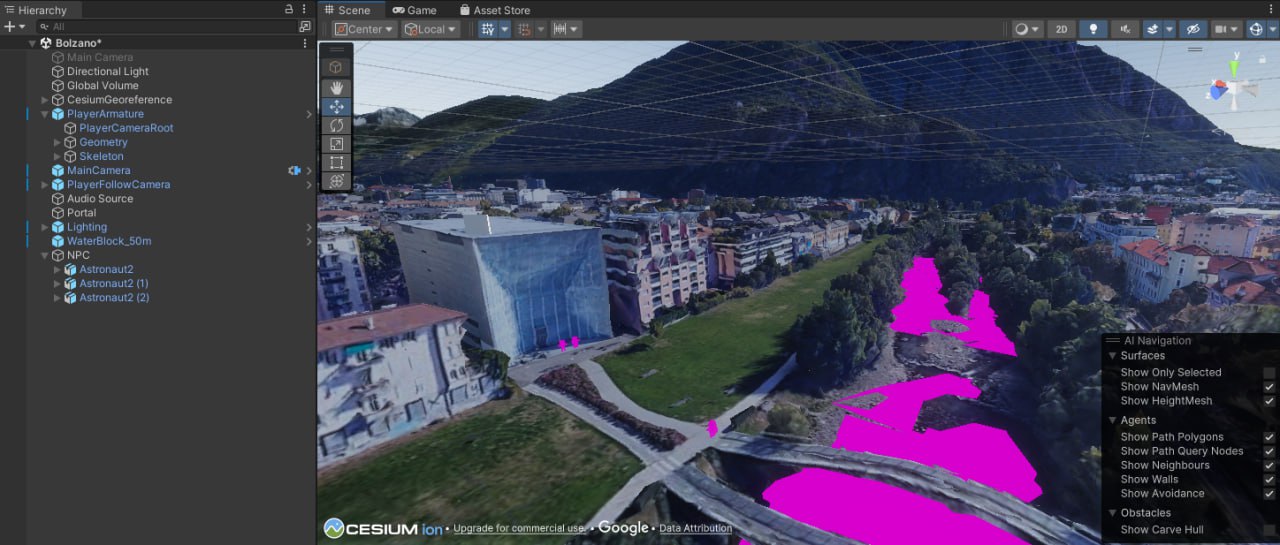 Hierarchy
All
Bolzano*
Main Camera
Directional Light
Global Volume
CesiumGeoreference
PlayerArmature
PlayerCameraRoot
Geometry
Skeleton
MainCamera
PlayerFollowCamera
Audio Source
Portal
Lighting
WaterBlock_50m
NPC
Astronaut2
Astronaut2 (1)
Astronaut2 (2)
Scene Game Asset Store
Center Local 2D
y
x
z
AI Navigation
Surfaces
Show Only Selected
Show NavMesh
Show HeightMesh
Agents
Show Path Polygons
Show Path Query Nodes
Show Neighbours
Show Walls
Show Avoidance
Obstacles
Show Carve Hull
CESIUM ion • Upgrade for commercial use. • Google • Data Attribution